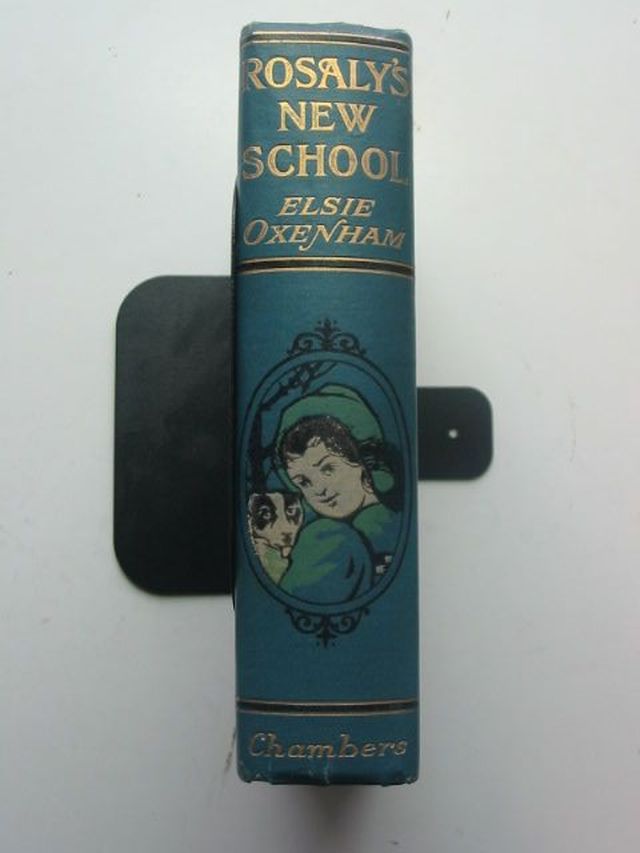 ROSALY'S
NEW
SCHOOL
ELSIE
OXENHAM
Chambers